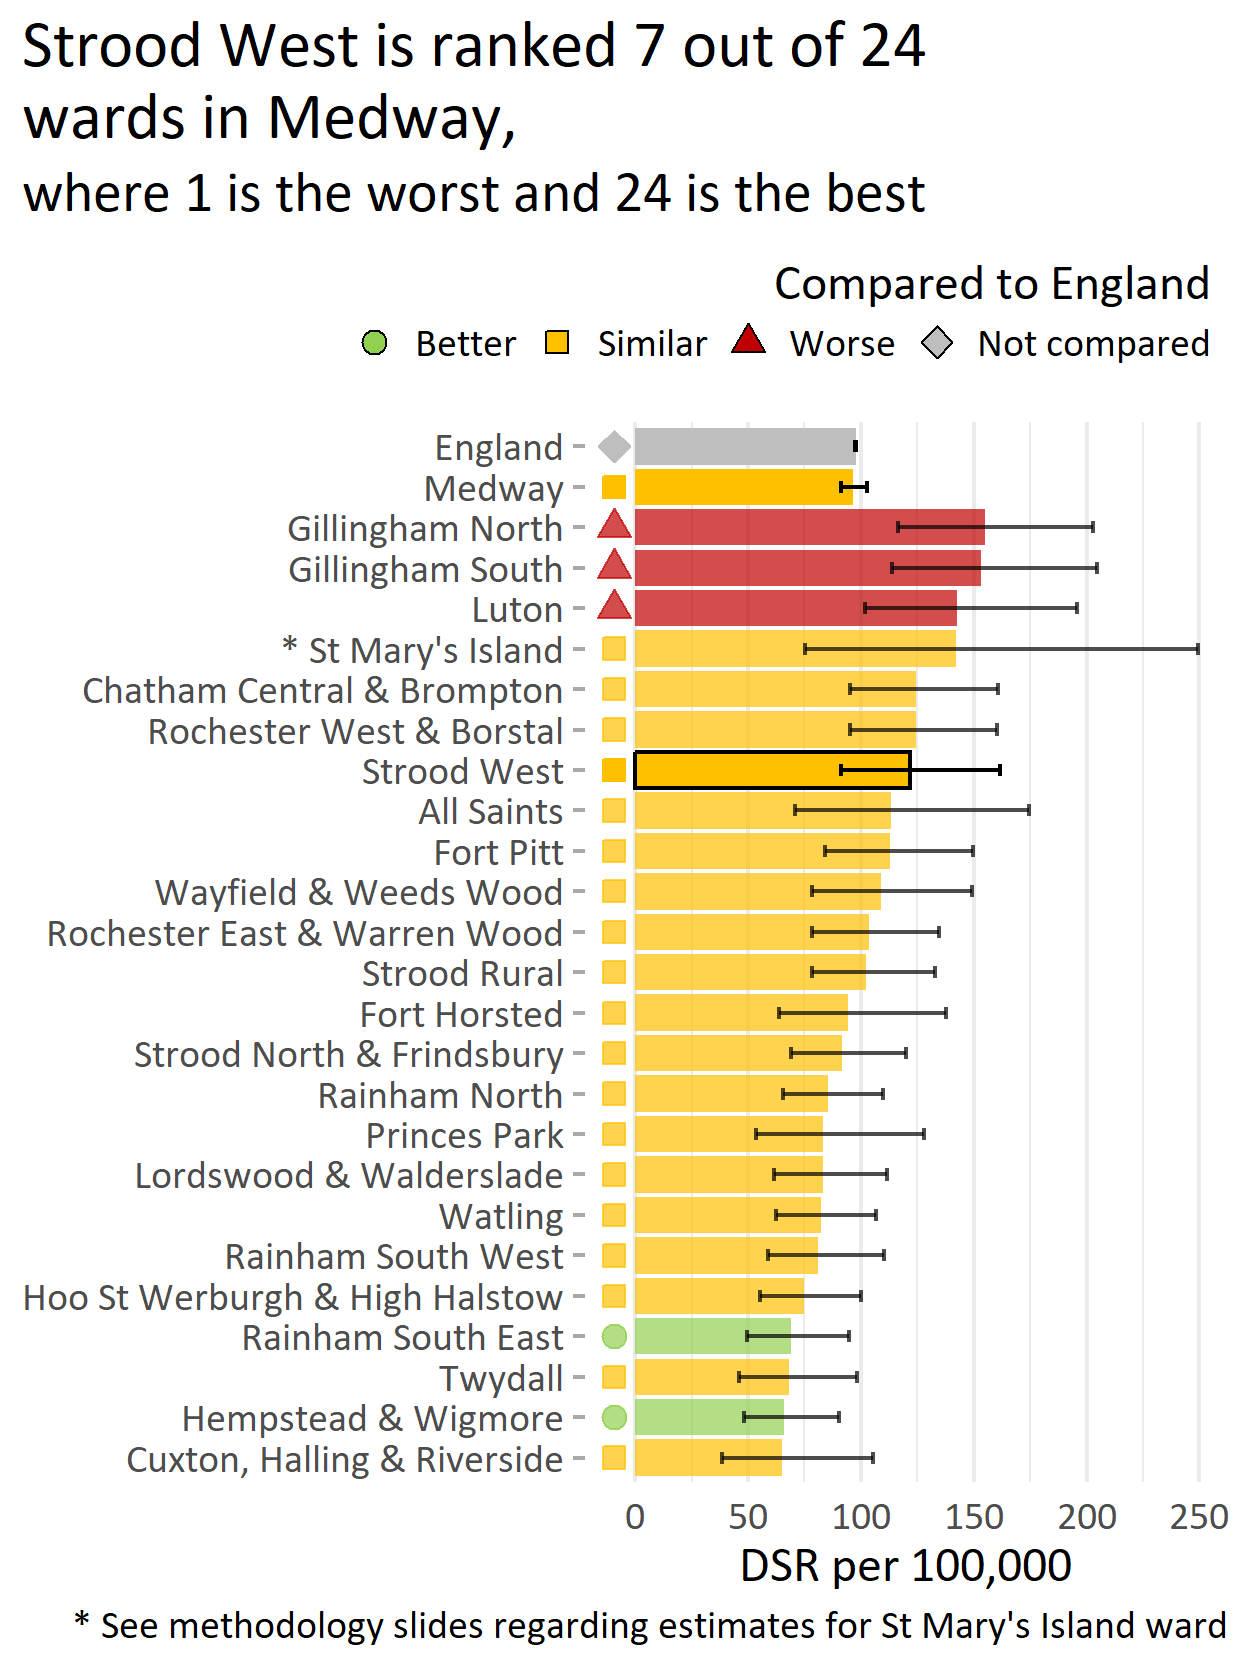 Strood West is ranked 7 out of 24
wards in Medway,
where 1 is the worst and 24 is the best
Compared to England
Better Similar Worse Not compared
England
Medway
Gillingham North
Gillingham South
Luton
* St Mary's Island
Chatham Central & Brompton
Rochester West & Borstal
Strood West
All Saints
Fort Pitt
Wayfield & Weeds Wood
Rochester East & Warren Wood
Strood Rural
Fort Horsted
Strood North & Frindsbury
Rainham North
Princes Park
Lordswood & Walderslade
Watling
Rainham South West
Hoo St Werburgh & High Halstow
Rainham South East
Twydall
Hempstead & Wigmore
Cuxton, Halling & Riverside
0 50 100 150 200 250
DSR per 100,000
* See methodology slides regarding estimates for St Mary's Island ward